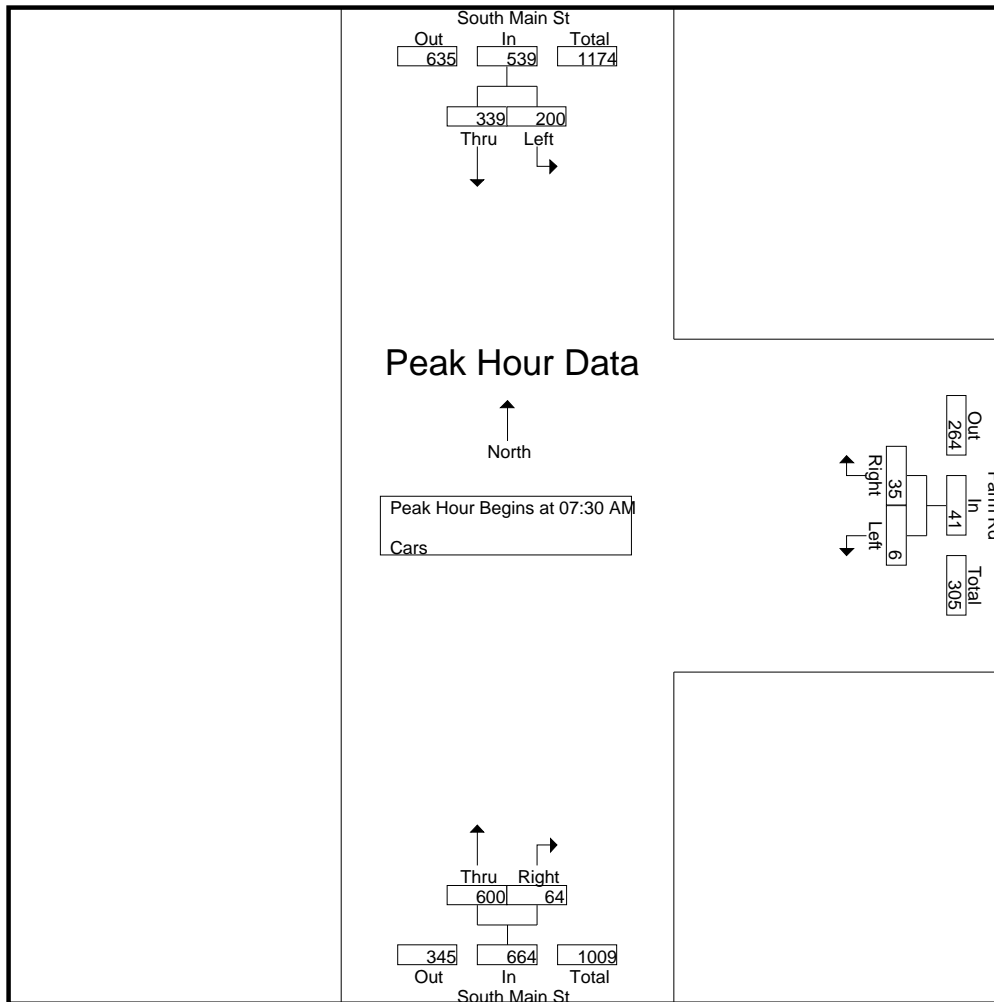 South Main St
Out In Total
635 539 1174
339 200
Thru Left
Peak Hour Data
North
Peak Hour Begins at 07:30 AM
Cars
Out In Total
264 41 305
35 6
Right Left
Thru Right
600 64
345 664 1009
Out In Total
South Main St